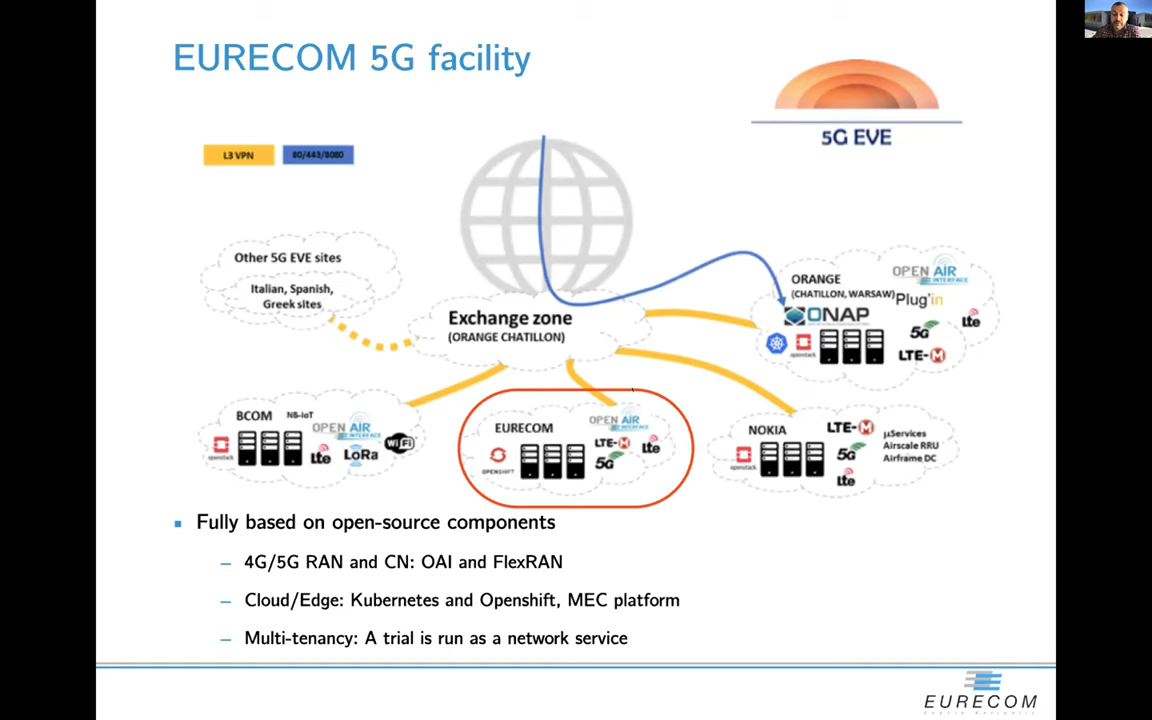 EURECOM 5G facility
5G EVE
L3 VPN
80/443/8080
Other 5G EVE sites
Italian, Spanish,
Greek sites
Exchange zone
(ORANGE CHATILLON)
ORANGE
(CHATILLON, WARSAW)
OPEN AIR
INTERFACE
Plug'in
ONAP
openstack
5G
lte
LTE-M
BCOM
NB-IoT
OPEN AIR
INTERFACE
openstack
lte
LoRa
WiFi
EURECOM
OPEN AIR
INTERFACE
OPENSHIFT
LTE-M
5G
lte
NOKIA
LTE-M
openstack
5G
lte
µServices
Airscale RRU
Airframe DC
Fully based on open-source components
– 4G/5G RAN and CN: OAI and FlexRAN
– Cloud/Edge: Kubernetes and Openshift, MEC platform
– Multi-tenancy: A trial is run as a network service
EURECOM